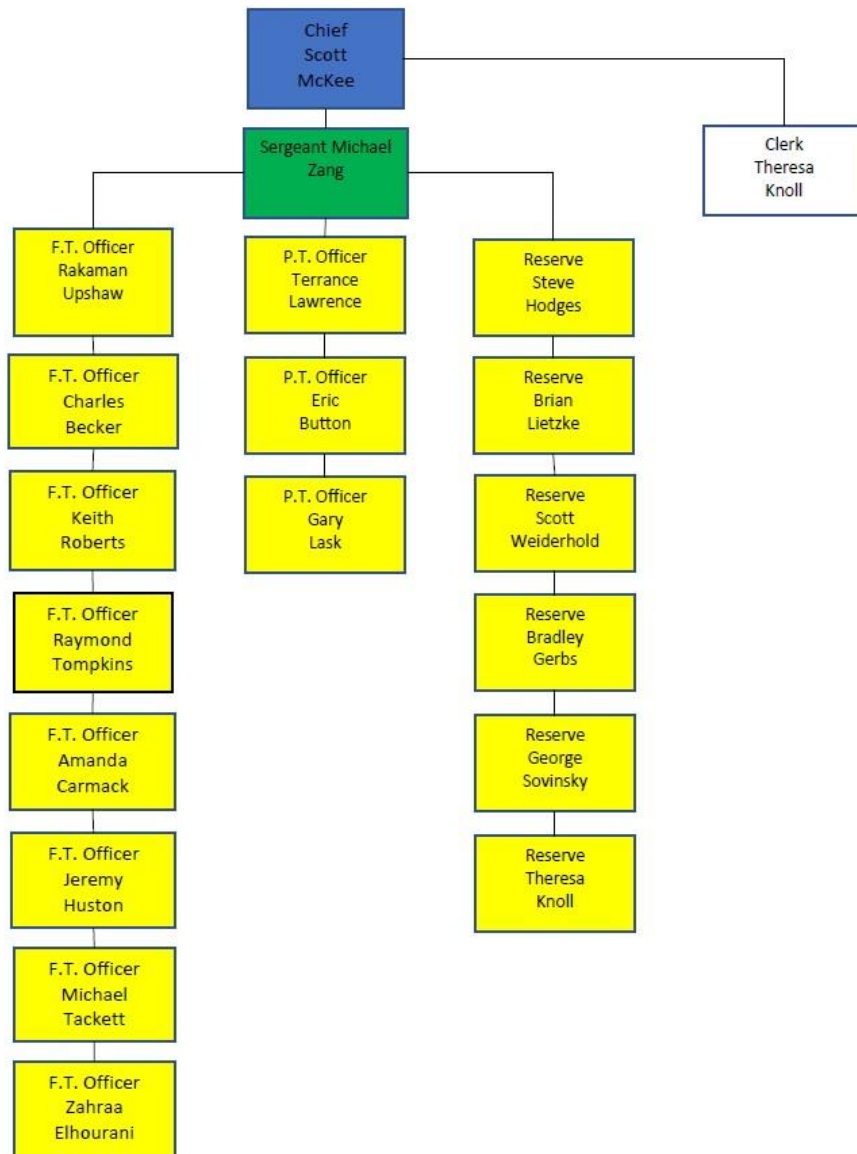 Chief
Scott
McKee
Clerk
Theresa
Knoll
Sergeant Michael
Zang
F.T. Officer
Rakaman
Upshaw
F.T. Officer
Charles
Becker
F.T. Officer
Keith
Roberts
F.T. Officer
Raymond
Tompkins
F.T. Officer
Amanda
Carmack
F.T. Officer
Jeremy
Huston
F.T. Officer
Michael
Tackett
F.T. Officer
Zahraa
Elhourani
P.T. Officer
Terrance
Lawrence
P.T. Officer
Eric
Button
P.T. Officer
Gary
Lask
Reserve
Steve
Hodges
Reserve
Brian
Lietzke
Reserve
Scott
Weiderhold
Reserve
Bradley
Gerbs
Reserve
George
Sovinsky
Reserve
Theresa
Knoll